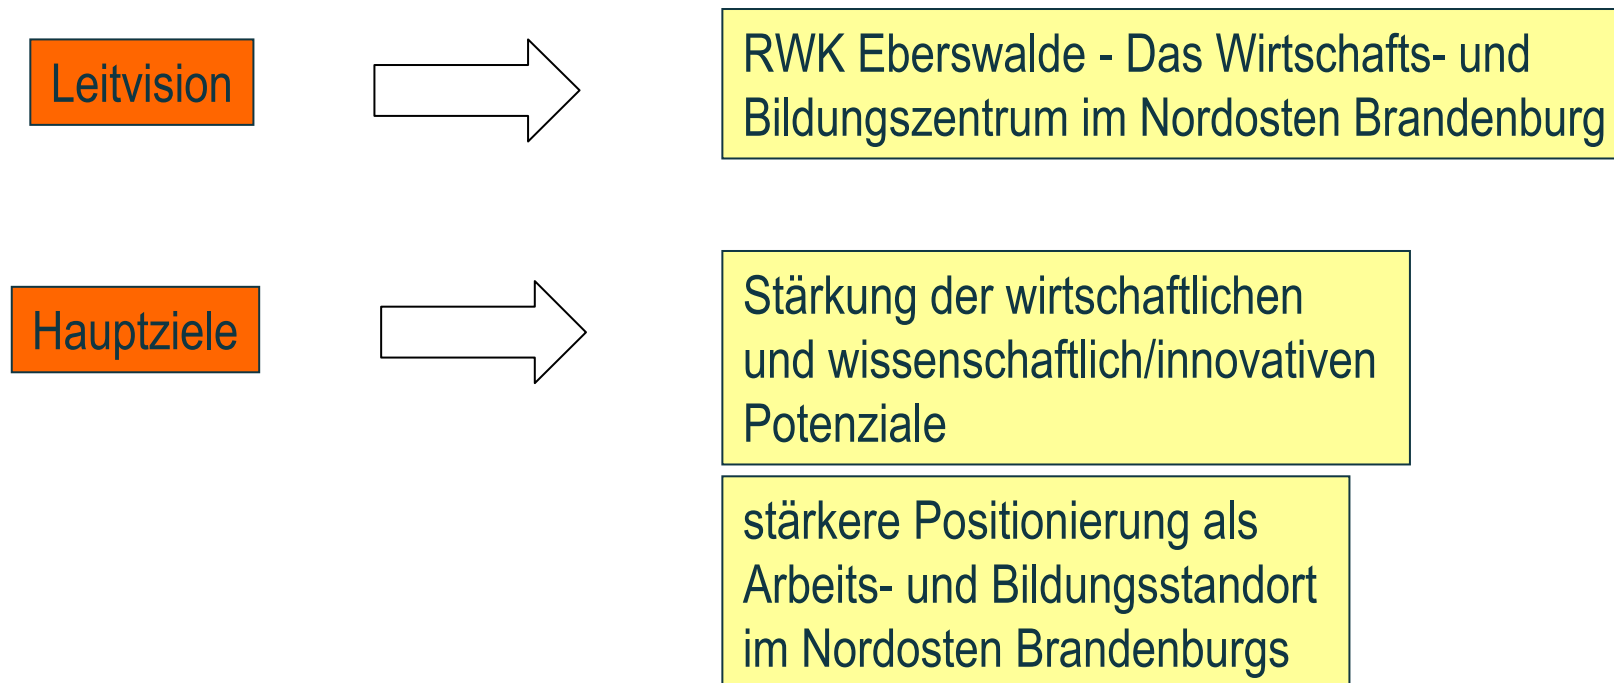 Leitvision
RWK Eberswalde - Das Wirtschafts- und
Bildungszentrum im Nordosten Brandenburg
Hauptziele
Stärkung der wirtschaftlichen
und wissenschaftlich/innovativen
Potenziale
stärkere Positionierung als
Arbeits- und Bildungsstandort
im Nordosten Brandenburgs